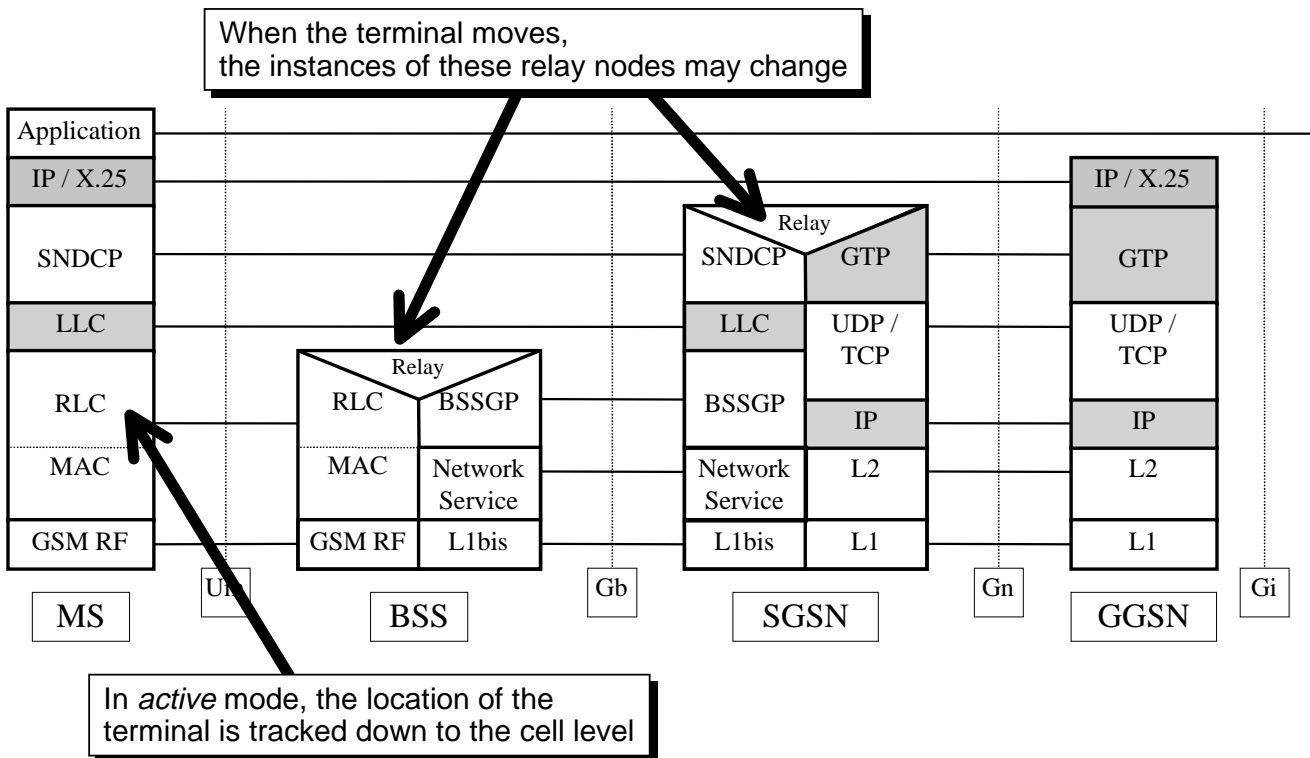 When the terminal moves,
the instances of these relay nodes may change
Application
IP / X.25
SNDCP
LLC
RLC
MAC
GSM RF
MS
Relay
RLC
BSSGP
MAC
Network
Service
GSM RF
L1bis
BSS
Relay
SNDCP
GTP
LLC
UDP /
TCP
BSSGP
IP
Network
Service
L2
L1bis
L1
SGSN
IP / X.25
GTP
UDP /
TCP
IP
L2
L1
GGSN
Gb
Gn
Gi
In active mode, the location of the
terminal is tracked down to the cell level